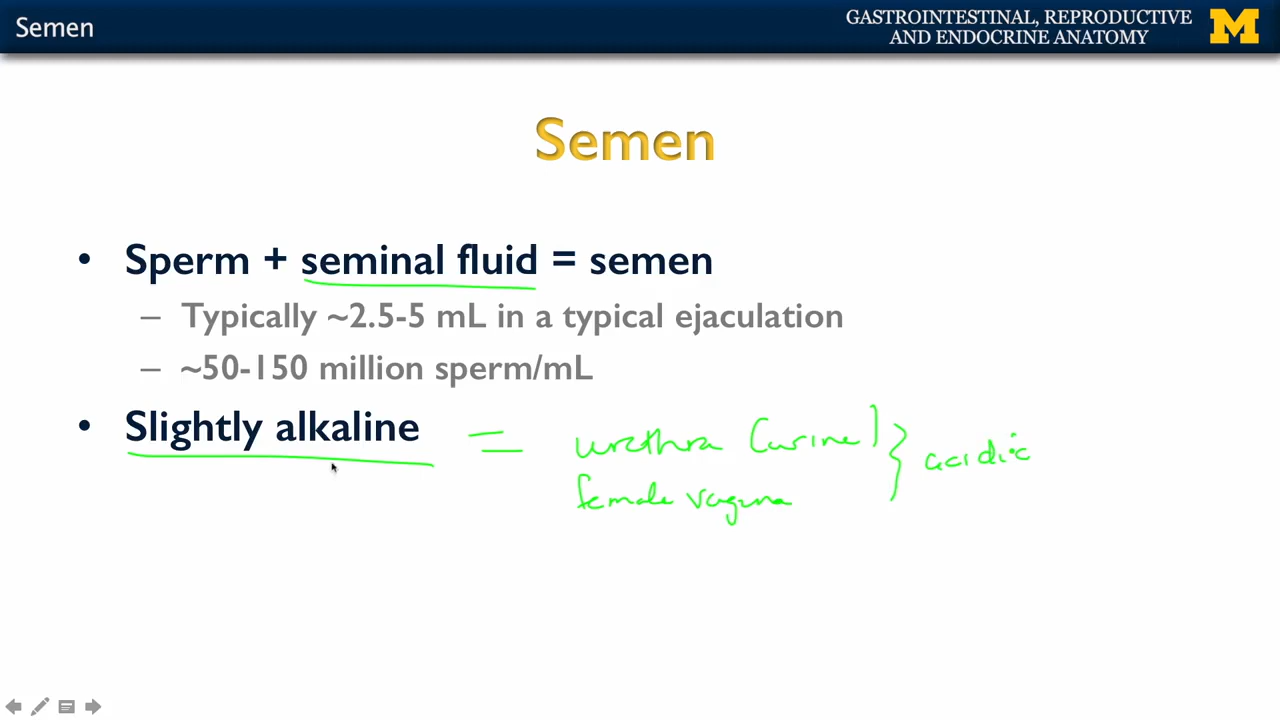 Semen
GASTROINTESTINAL, REPRODUCTIVE
AND ENDOCRINE ANATOMY
M
Semen
• Sperm + seminal fluid = semen
– Typically ~2.5-5 mL in a typical ejaculation
– ~50-150 million sperm/mL
• Slightly alkaline = urethra (urine) } acidic
female vagina